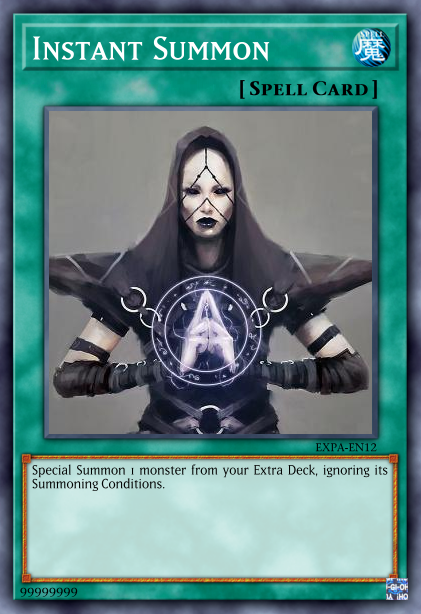 Instant Summon
魔
[Spell Card]
EXPA-EN12
Special Summon 1 monster from your Extra Deck, ignoring its
Summoning Conditions.
99999999